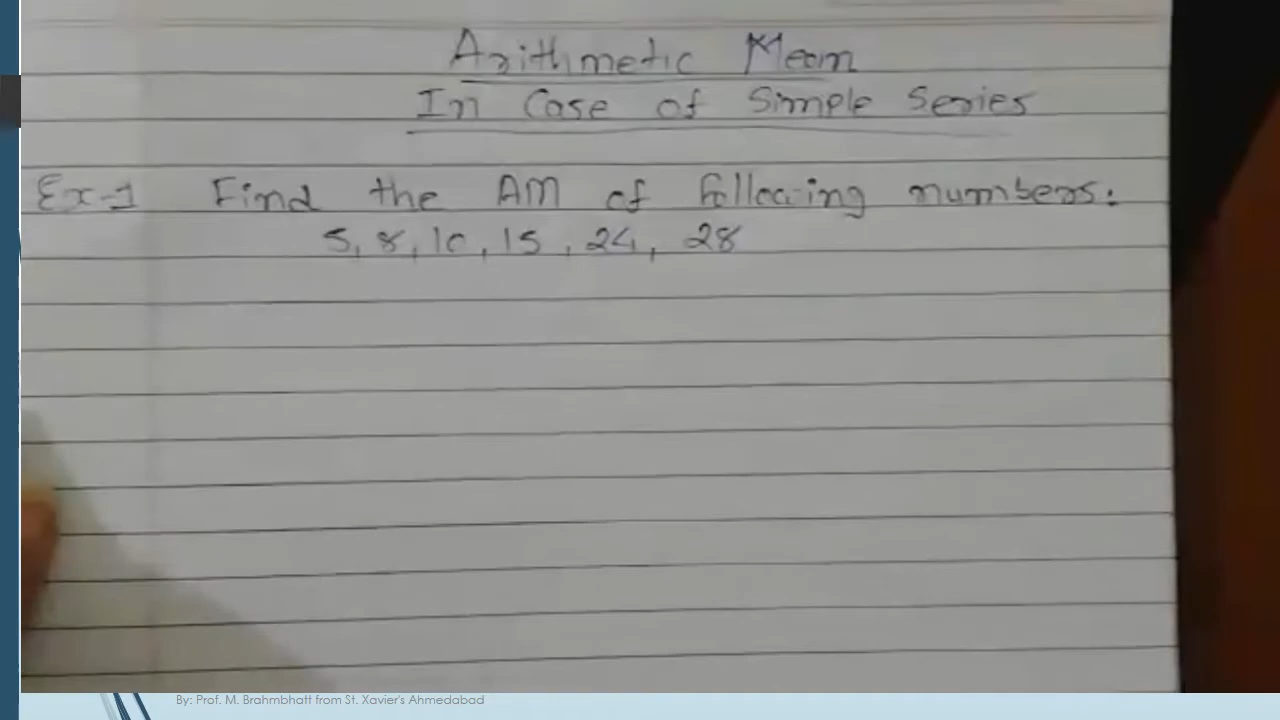 Arithmetic Mean
In Case of Simple Series
Ex-1 Find the AM of following numbers:
5, 8, 10, 15, 24, 28
By: Prof. M. Brahmbhatt from St. Xavier's Ahmedabad